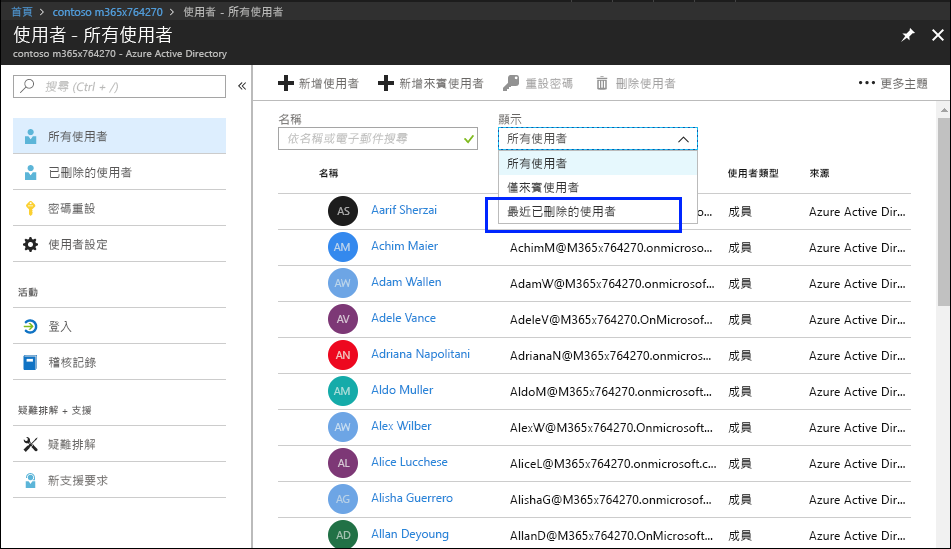 首頁 > contoso m365x764270 > 使用者 - 所有使用者
使用者 - 所有使用者
contoso m365x764270 - Azure Active Directory
搜尋 (Ctrl + /)
所有使用者
已刪除的使用者
密碼重設
使用者設定
活動
登入
稽核記錄
疑難排解 + 支援
疑難排解
新支援要求
新增使用者 新增來賓使用者 重設密碼 刪除使用者 ••• 更多主題
名稱 顯示
依名稱或電子郵件搜尋 所有使用者
所有使用者
僅來賓使用者
最近已刪除的使用者
名稱 使用者類型 來源
AS Aarif Sherzai o... 成員 Azure Active Dir...
AM Achim Maier AchimM@M365x764270.onmicroso... 成員 Azure Active Dir...
AW Adam Wallen AdamW@M365x764270.onmicrosof... 成員 Azure Active Dir...
AV Adele Vance AdeleV@M365x764270.OnMicrosof... 成員 Azure Active Dir...
AN Adriana Napolitani AdrianaN@M365x764270.onmicros... 成員 Azure Active Dir...
AM Aldo Muller AldoM@M365x764270.onmicrosoft... 成員 Azure Active Dir...
AW Alex Wilber AlexW@M365x764270.OnMicrosoft... 成員 Azure Active Dir...
AL Alice Lucchese AliceL@M365x764270.onmicrosoft.c... 成員 Azure Active Dir...
AG Alisha Guerrero AlishaG@M365x764270.onmicrosof... 成員 Azure Active Dir...
AD Allan Deyoung AllanD@M365x764270.onmicrosoft... 成員 Azure Active Dir...